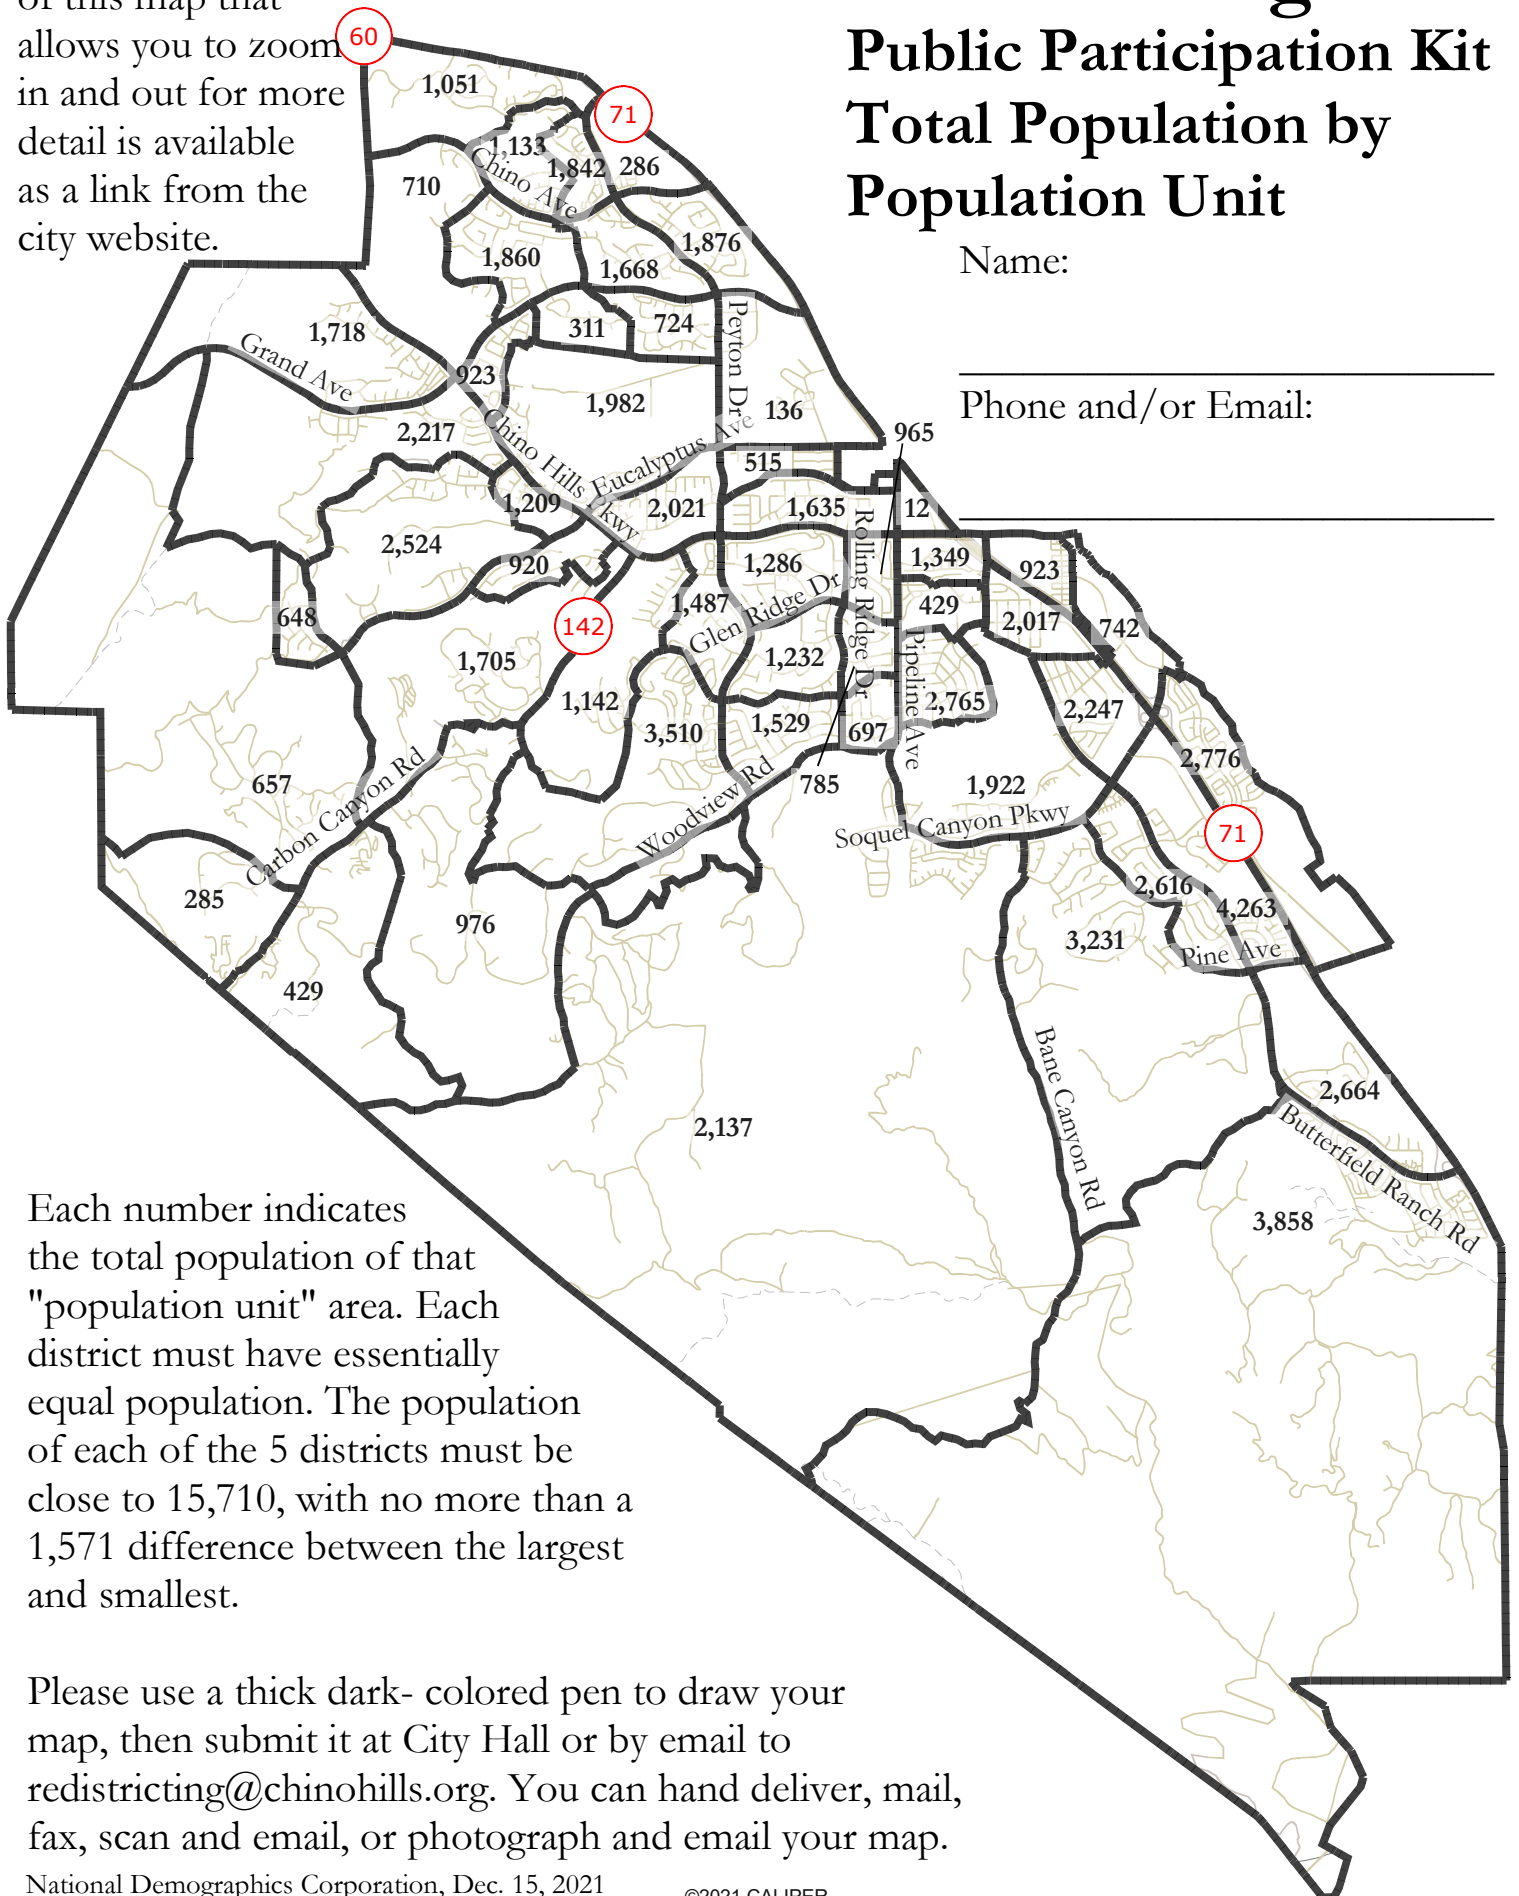 of this map that
allows you to zoom
in and out for more
detail is available
as a link from the
city website.
Public Participation Kit
Total Population by
Population Unit
Name:
Phone and/or Email:
60
1,051
71
1,133
1,842
286
Chino Ave
710
1,876
1,860
1,668
1,718
311
724
Peyton Dr
Grand Ave
923
1,982
136
965
2,217
Chino Hills Pkwy
Eucalyptus Ave
515
1,209
2,021
1,635
12
2,524
920
1,286
Rolling Ridge Dr
1,349
923
648
142
1,487
Glen Ridge Dr
429
2,017
742
1,705
1,232
Pipeline Ave
1,142
2,765
2,247
3,510
1,529
697
2,776
657
785
1,922
Carbon Canyon Rd
Woodview Rd
Soquel Canyon Pkwy
71
285
2,616
4,263
976
3,231
Pine Ave
429
Bane Canyon Rd
2,664
2,137
Butterfield Ranch Rd
3,858
Each number indicates
the total population of that
"population unit" area. Each
district must have essentially
equal population. The population
of each of the 5 districts must be
close to 15,710, with no more than a
1,571 difference between the largest
and smallest.
Please use a thick dark- colored pen to draw your
map, then submit it at City Hall or by email to
redistricting@chinohills.org. You can hand deliver, mail,
fax, scan and email, or photograph and email your map.
National Demographics Corporation, Dec. 15, 2021
©2021 CALIPER